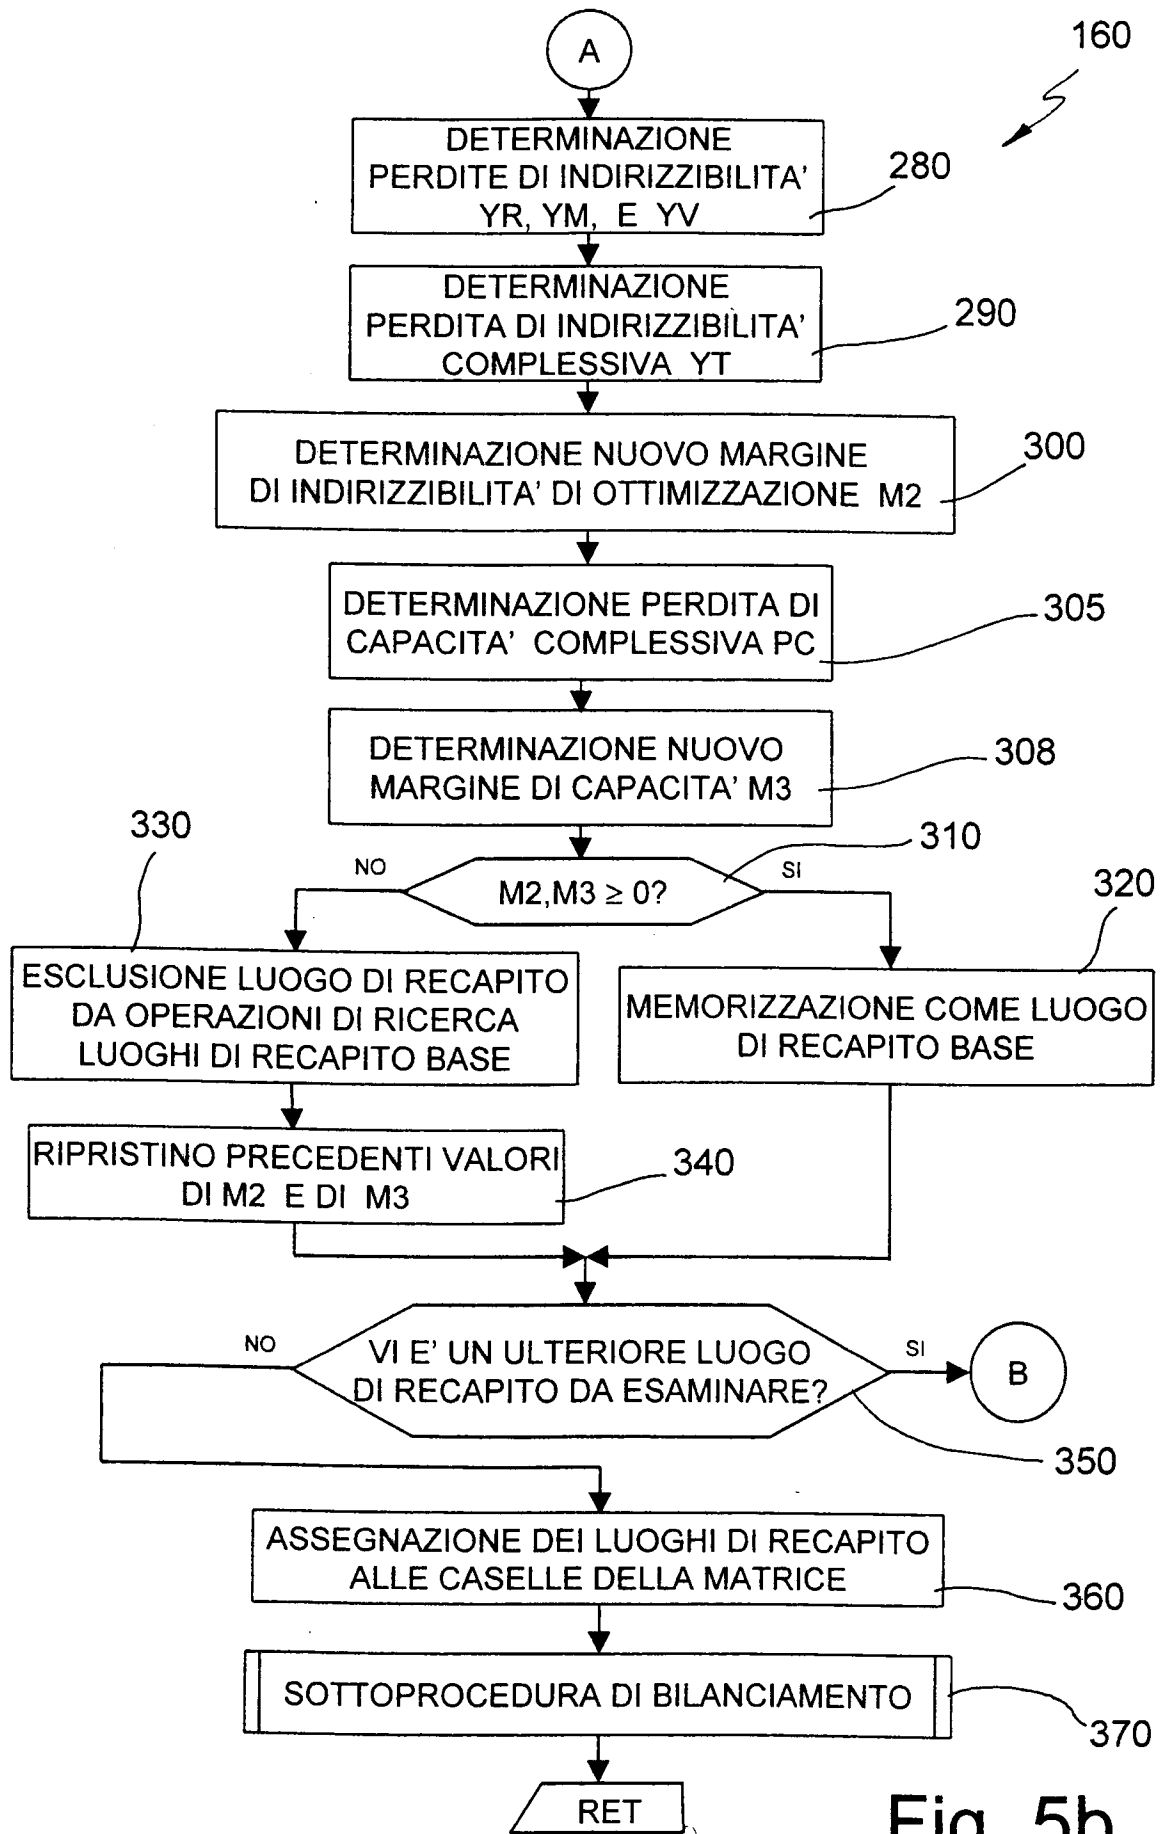 A
160
DETERMINAZIONE
PERDITE DI INDIRIZZIBILITA'
YR, YM, E YV
280
DETERMINAZIONE
PERDITA DI INDIRIZZIBILITA'
COMPLESSIVA YT
290
DETERMINAZIONE NUOVO MARGINE
DI INDIRIZZIBILITA' DI OTTIMIZZAZIONE M2
300
DETERMINAZIONE PERDITA DI
CAPACITA' COMPLESSIVA PC
305
DETERMINAZIONE NUOVO
MARGINE DI CAPACITA' M3
308
330
310
NO
M2,M3 ≥ 0?
SI
320
ESCLUSIONE LUOGO DI RECAPITO
DA OPERAZIONI DI RICERCA
LUOGHI DI RECAPITO BASE
MEMORIZZAZIONE COME LUOGO
DI RECAPITO BASE
RIPRISTINO PRECEDENTI VALORI
DI M2 E DI M3
340
NO
VI E' UN ULTERIORE LUOGO
DI RECAPITO DA ESAMINARE?
SI
B
350
ASSEGNAZIONE DEI LUOGHI DI RECAPITO
ALLE CASELLE DELLA MATRICE
360
SOTTOPROCEDURA DI BILANCIAMENTO
370
RET
Fig. 5b